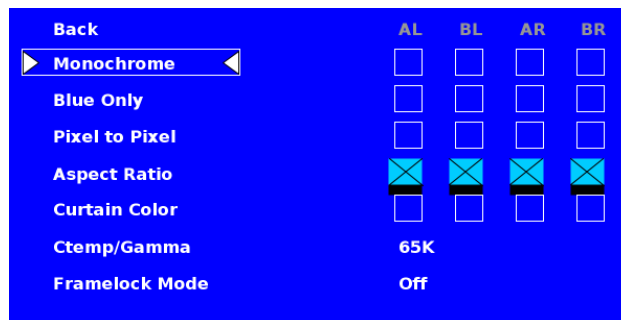 Back AL BL AR BR
Monochrome
Blue Only
Pixel to Pixel
Aspect Ratio
Curtain Color
Ctemp/Gamma 65K
Framelock Mode Off